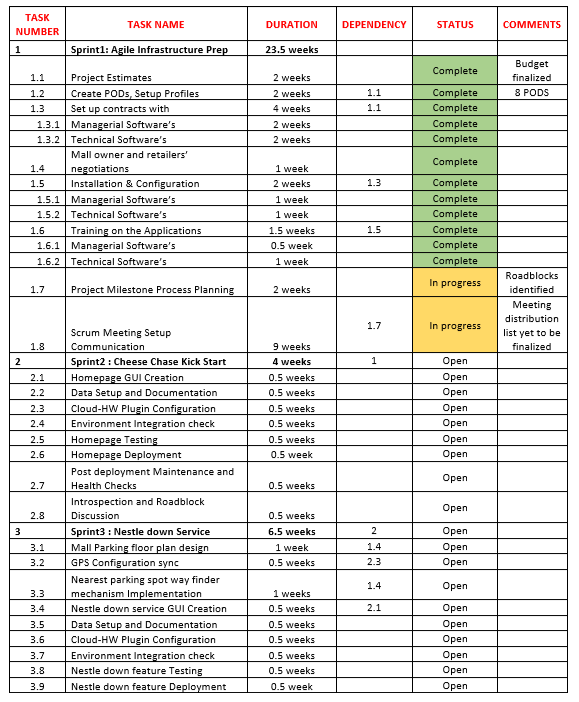 TASK NUMBER TASK NAME DURATION DEPENDENCY STATUS COMMENTS
1 Sprint1: Agile Infrastructure Prep 23.5 weeks
1.1 Project Estimates 2 weeks Complete Budget finalized
1.2 Create PODs, Setup Profiles 2 weeks 1.1 Complete 8 PODS
1.3 Set up contracts with 4 weeks 1.1 Complete
1.3.1 Managerial Software's 2 weeks Complete
1.3.2 Technical Software's 2 weeks Complete
1.4 Mall owner and retailers' negotiations 1 week Complete
1.5 Installation & Configuration 2 weeks 1.3 Complete
1.5.1 Managerial Software's 1 week Complete
1.5.2 Technical Software's 1 week Complete
1.6 Training on the Applications 1.5 weeks 1.5 Complete
1.6.1 Managerial Software's 0.5 week Complete
1.6.2 Technical Software's 1 week Complete
1.7 Project Milestone Process Planning 2 weeks In progress Roadblocks identified
1.8 Scrum Meeting Setup Communication 9 weeks 1.7 In progress Meeting distribution list yet to be finalized
2 Sprint2 : Cheese Chase Kick Start 4 weeks 1 Open
2.1 Homepage GUI Creation 0.5 weeks Open
2.2 Data Setup and Documentation 0.5 weeks Open
2.3 Cloud-HW Plugin Configuration 0.5 weeks Open
2.4 Environment Integration check 0.5 weeks Open
2.5 Homepage Testing 0.5 weeks Open
2.6 Homepage Deployment 0.5 week Open
2.7 Post deployment Maintenance and Health Checks 0.5 weeks Open
2.8 Introspection and Roadblock Discussion 0.5 weeks Open
3 Sprint3 : Nestle down Service 6.5 weeks 2 Open
3.1 Mall Parking floor plan design 1 week 1.4 Open
3.2 GPS Configuration sync 0.5 weeks 2.3 Open
3.3 Nearest parking spot way finder mechanism Implementation 1 weeks 1.4 Open
3.4 Nestle down service GUI Creation 0.5 weeks 2.1 Open
3.5 Data Setup and Documentation 0.5 weeks Open
3.6 Cloud-HW Plugin Configuration 0.5 weeks Open
3.7 Environment Integration check 0.5 weeks Open
3.8 Nestle down feature Testing 0.5 weeks Open
3.9 Nestle down feature Deployment 0.5 week Open